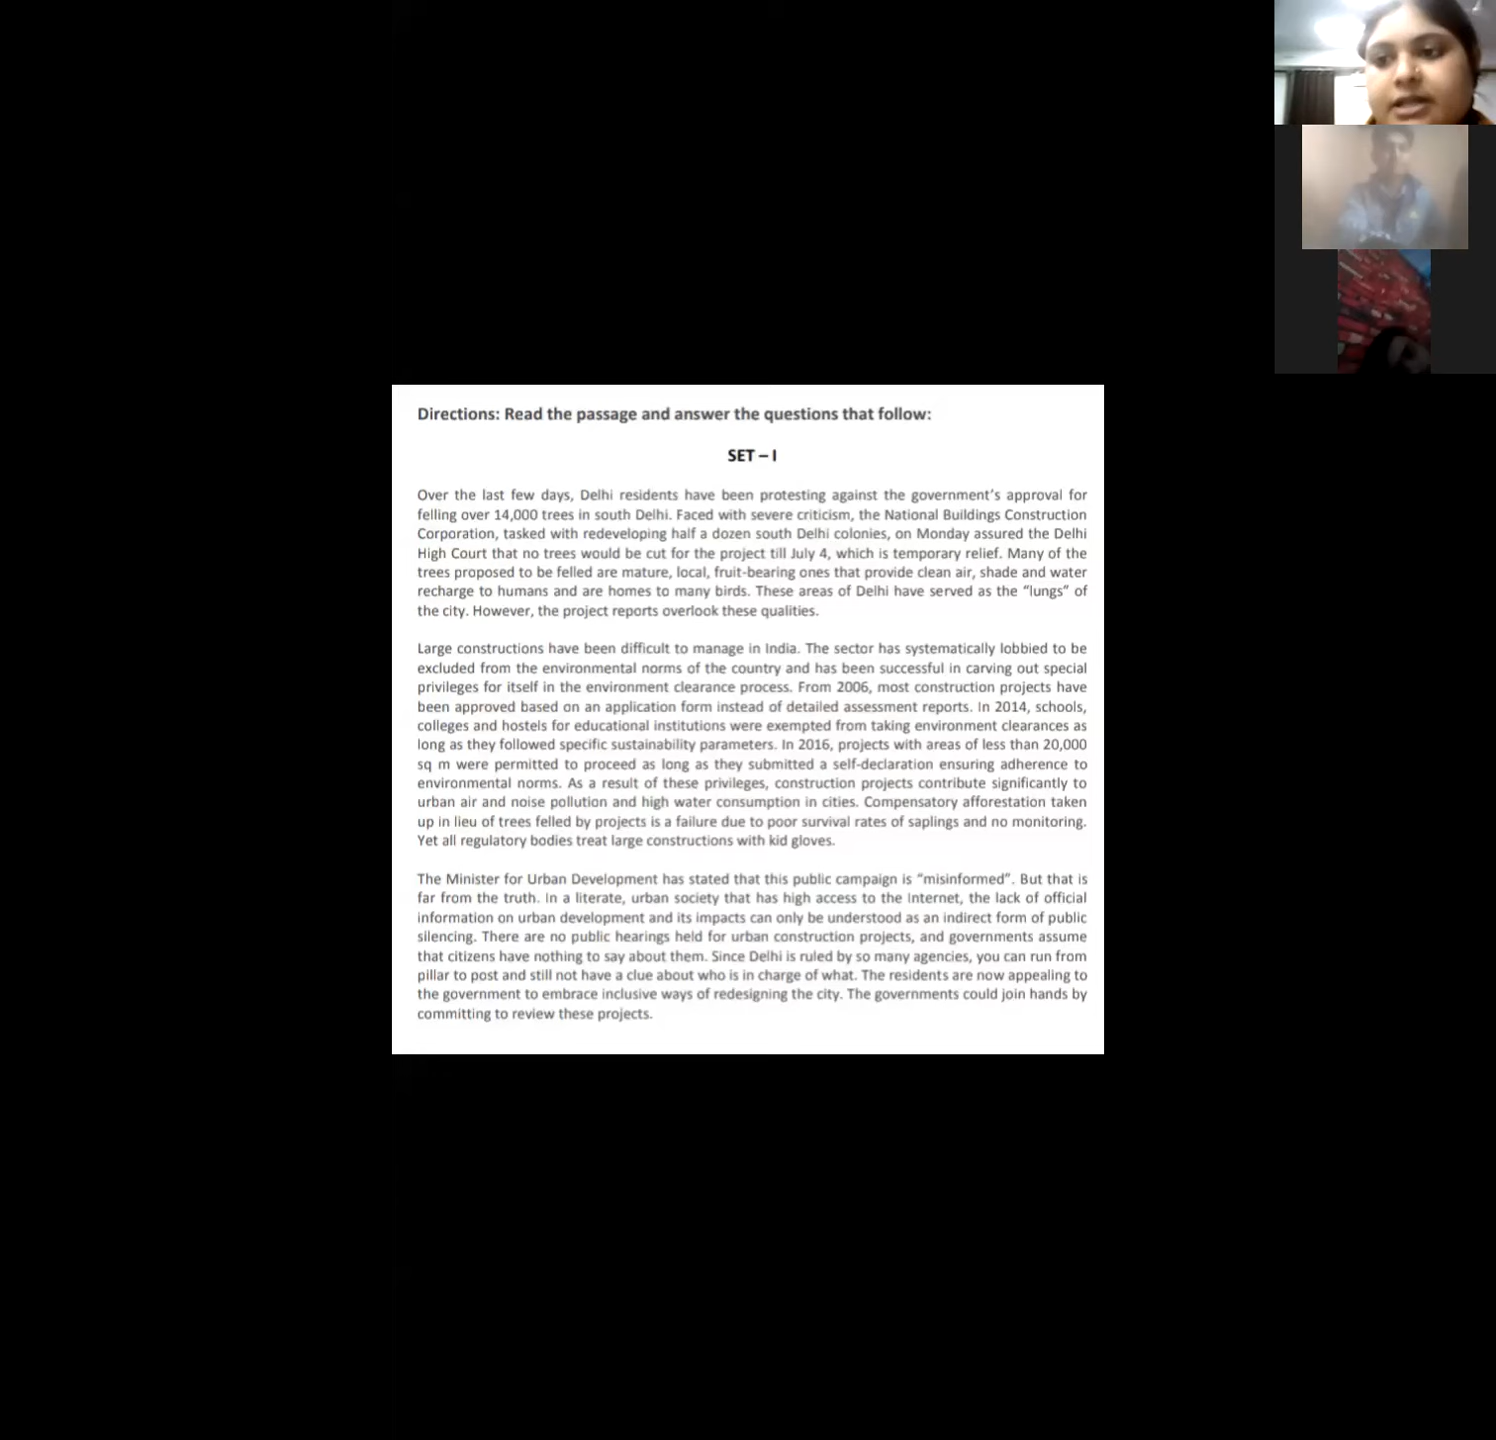 Directions: Read the passage and answer the questions that follow:
SET – I
Over the last few days, Delhi residents have been protesting against the government's approval for
felling over 14,000 trees in south Delhi. Faced with severe criticism, the National Buildings Construction
Corporation, tasked with redeveloping half a dozen south Delhi colonies, on Monday assured the Delhi
High Court that no trees would be cut for the project till July 4, which is temporary relief. Many of the
trees proposed to be felled are mature, local, fruit-bearing ones that provide clean air, shade and water
recharge to humans and are homes to many birds. These areas of Delhi have served as the “lungs” of
the city. However, the project reports overlook these qualities.
Large constructions have been difficult to manage in India. The sector has systematically lobbied to be
excluded from the environmental norms of the country and has been successful in carving out special
privileges for itself in the environment clearance process. From 2006, most construction projects have
been approved based on an application form instead of detailed assessment reports. In 2014, schools,
colleges and hostels for educational institutions were exempted from taking environment clearances as
long as they followed specific sustainability parameters. In 2016, projects with areas of less than 20,000
sq m were permitted to proceed as long as they submitted a self-declaration ensuring adherence to
environmental norms. As a result of these privileges, construction projects contribute significantly to
urban air and noise pollution and high water consumption in cities. Compensatory afforestation taken
up in lieu of trees felled by projects is a failure due to poor survival rates of saplings and no monitoring.
Yet all regulatory bodies treat large constructions with kid gloves.
The Minister for Urban Development has stated that this public campaign is “misinformed”. But that is
far from the truth. In a literate, urban society that has high access to the Internet, the lack of official
information on urban development and its impacts can only be understood as an indirect form of public
silencing. There are no public hearings held for urban construction projects, and governments assume
that citizens have nothing to say about them. Since Delhi is ruled by so many agencies, you can run from
pillar to post and still not have a clue about who is in charge of what. The residents are now appealing to
the government to embrace inclusive ways of redesigning the city. The governments could join hands by
committing to review these projects.